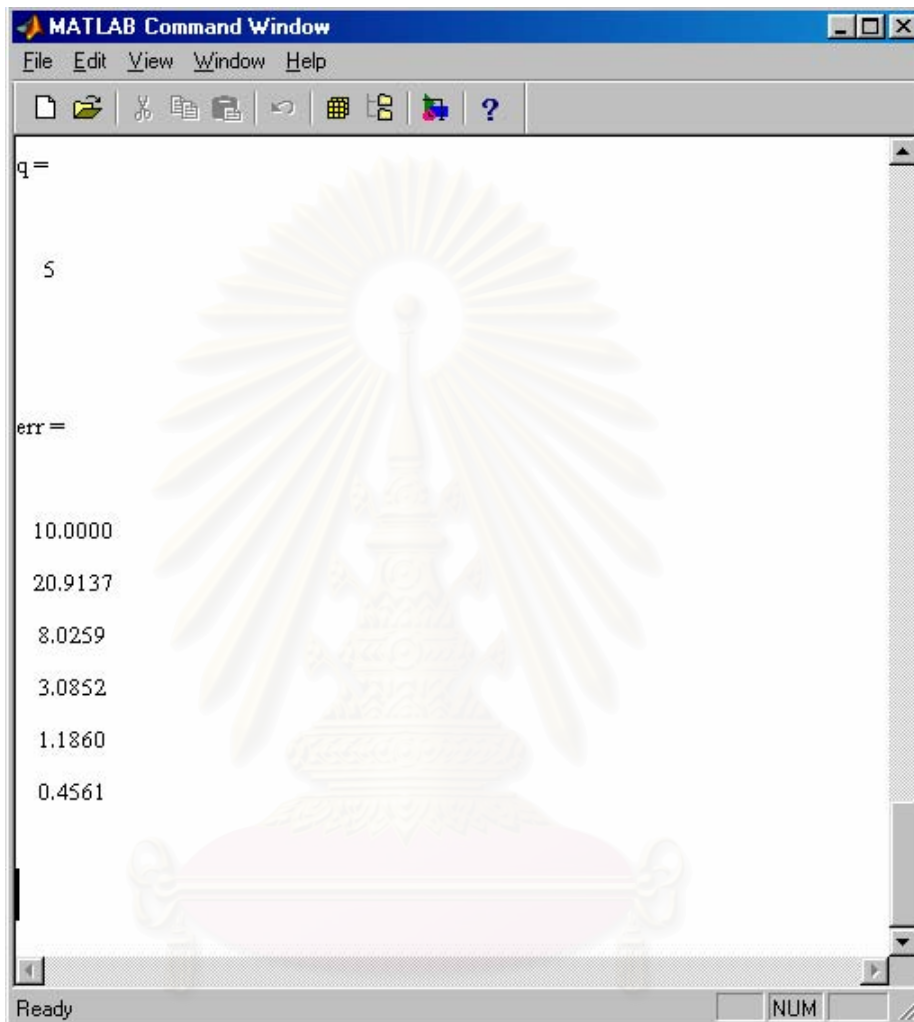 MATLAB Command Window
File Edit View Window Help
q =
5
err =
10.0000
20.9137
8.0259
3.0852
1.1860
0.4561
Ready NUM